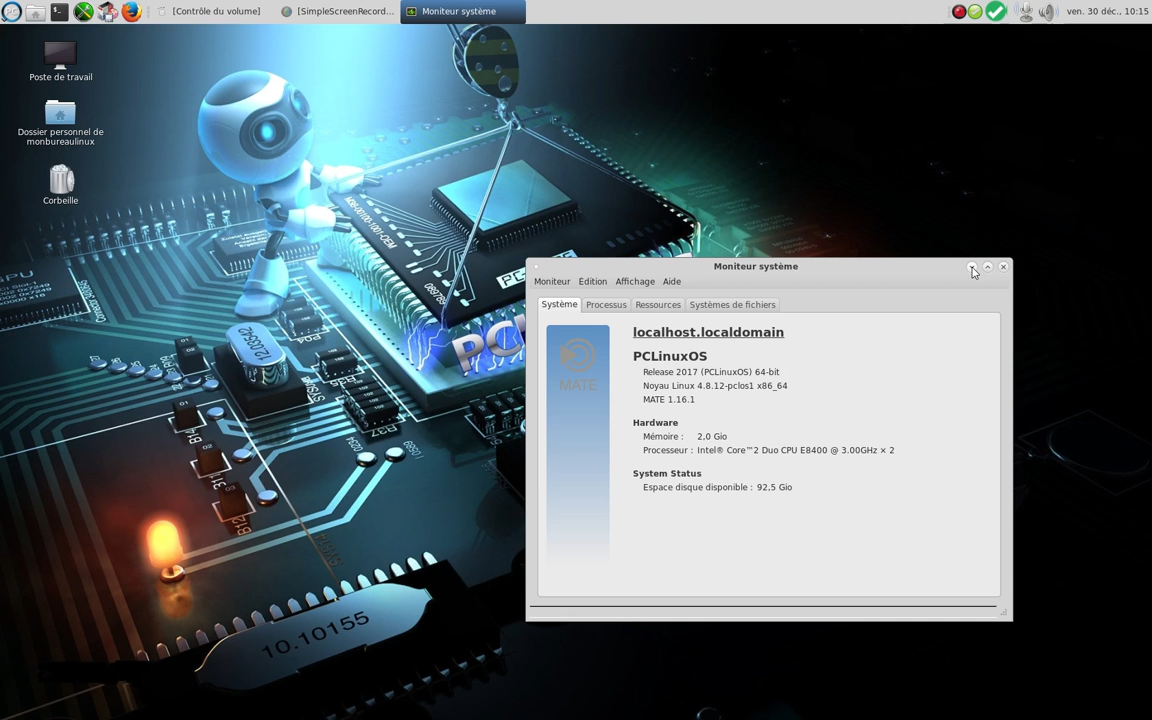 [Contrôle du volume]
[SimpleScreenRecord...
Moniteur système
ven. 30 déc., 10:15
Poste de travail
Dossier personnel de
monbureaulinux
Corbeille
Moniteur système
Moniteur Édition Affichage Aide
Système Processus Ressources Systèmes de fichiers
MATE
localhost.localdomain
PCLinuxOS
Release 2017 (PCLinuxOS) 64-bit
Noyau Linux 4.8.12-pclos1 x86_64
MATE 1.16.1
Hardware
Mémoire : 2,0 Gio
Processeur : Intel® Core™2 Duo CPU E8400 @ 3.00GHz × 2
System Status
Espace disque disponible : 92,5 Gio
12.03542
10.10155